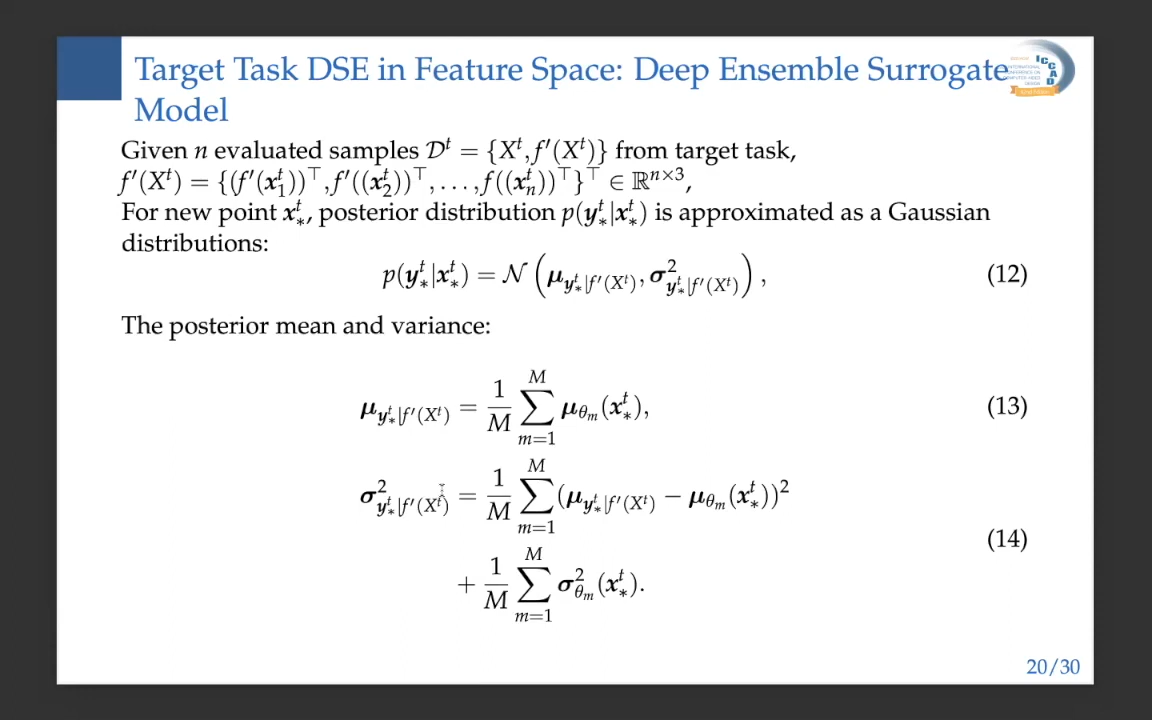 Target Task DSE in Feature Space: Deep Ensemble Surrogate
Model
Given n evaluated samples 𝒟ᵗ = {Xᵗ, f′(Xᵗ)} from target task,
f′(Xᵗ) = {(f′(x₁ᵗ))⊤, f′((x₂ᵗ))⊤, . . . , f((xₙᵗ))⊤}⊤ ∈ ℝⁿˣ³,
For new point x∗ᵗ, posterior distribution p(y∗ᵗ|x∗ᵗ) is approximated as a Gaussian
distributions:
p(y∗ᵗ|x∗ᵗ) = 𝒩 (μ_{y∗ᵗ|f′(Xᵗ)}, σ²_{y∗ᵗ|f′(Xᵗ)}), (12)
The posterior mean and variance:
μ_{y∗ᵗ|f′(Xᵗ)} = 1/M ∑_{m=1}^{M} μ_{θₘ}(x∗ᵗ), (13)
σ²_{y∗ᵗ|f′(Xᵗ)} = 1/M ∑_{m=1}^{M} (μ_{y∗ᵗ|f′(Xᵗ)} − μ_{θₘ}(x∗ᵗ))²
+ 1/M ∑_{m=1}^{M} σ²_{θₘ}(x∗ᵗ). (14)
20/30
ICCAD